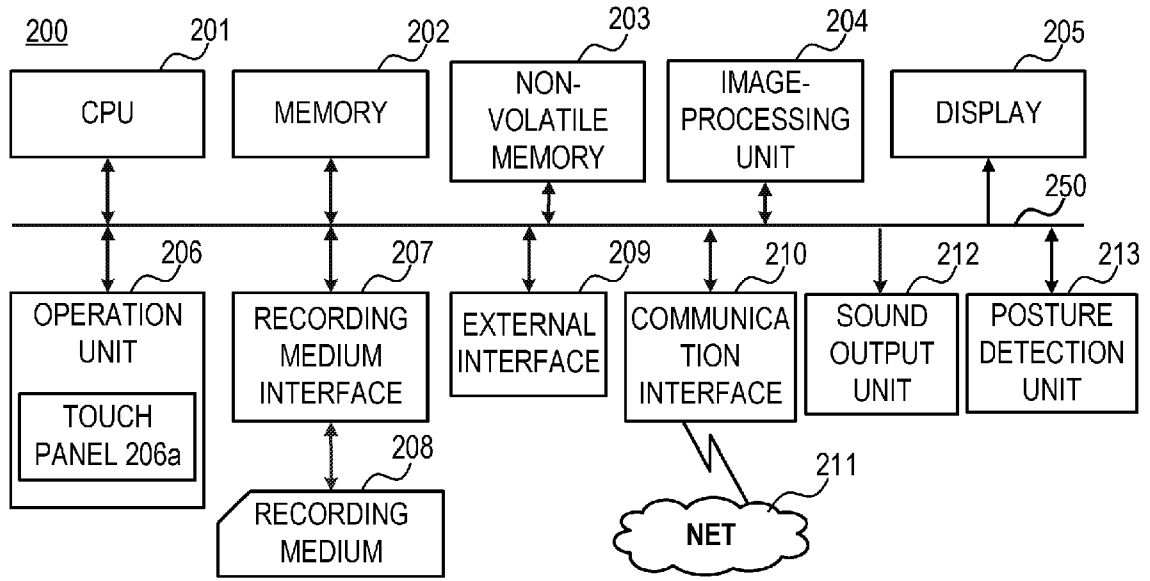 200
201
202
203
204
205
CPU
MEMORY
NON-
VOLATILE
MEMORY
IMAGE-
PROCESSING
UNIT
DISPLAY
250
206
207
209
210
212
213
OPERATION
UNIT
TOUCH
PANEL 206a
RECORDING
MEDIUM
INTERFACE
EXTERNAL
INTERFACE
COMMUNICA
TION
INTERFACE
SOUND
OUTPUT
UNIT
POSTURE
DETECTION
UNIT
208
RECORDING
MEDIUM
211
NET